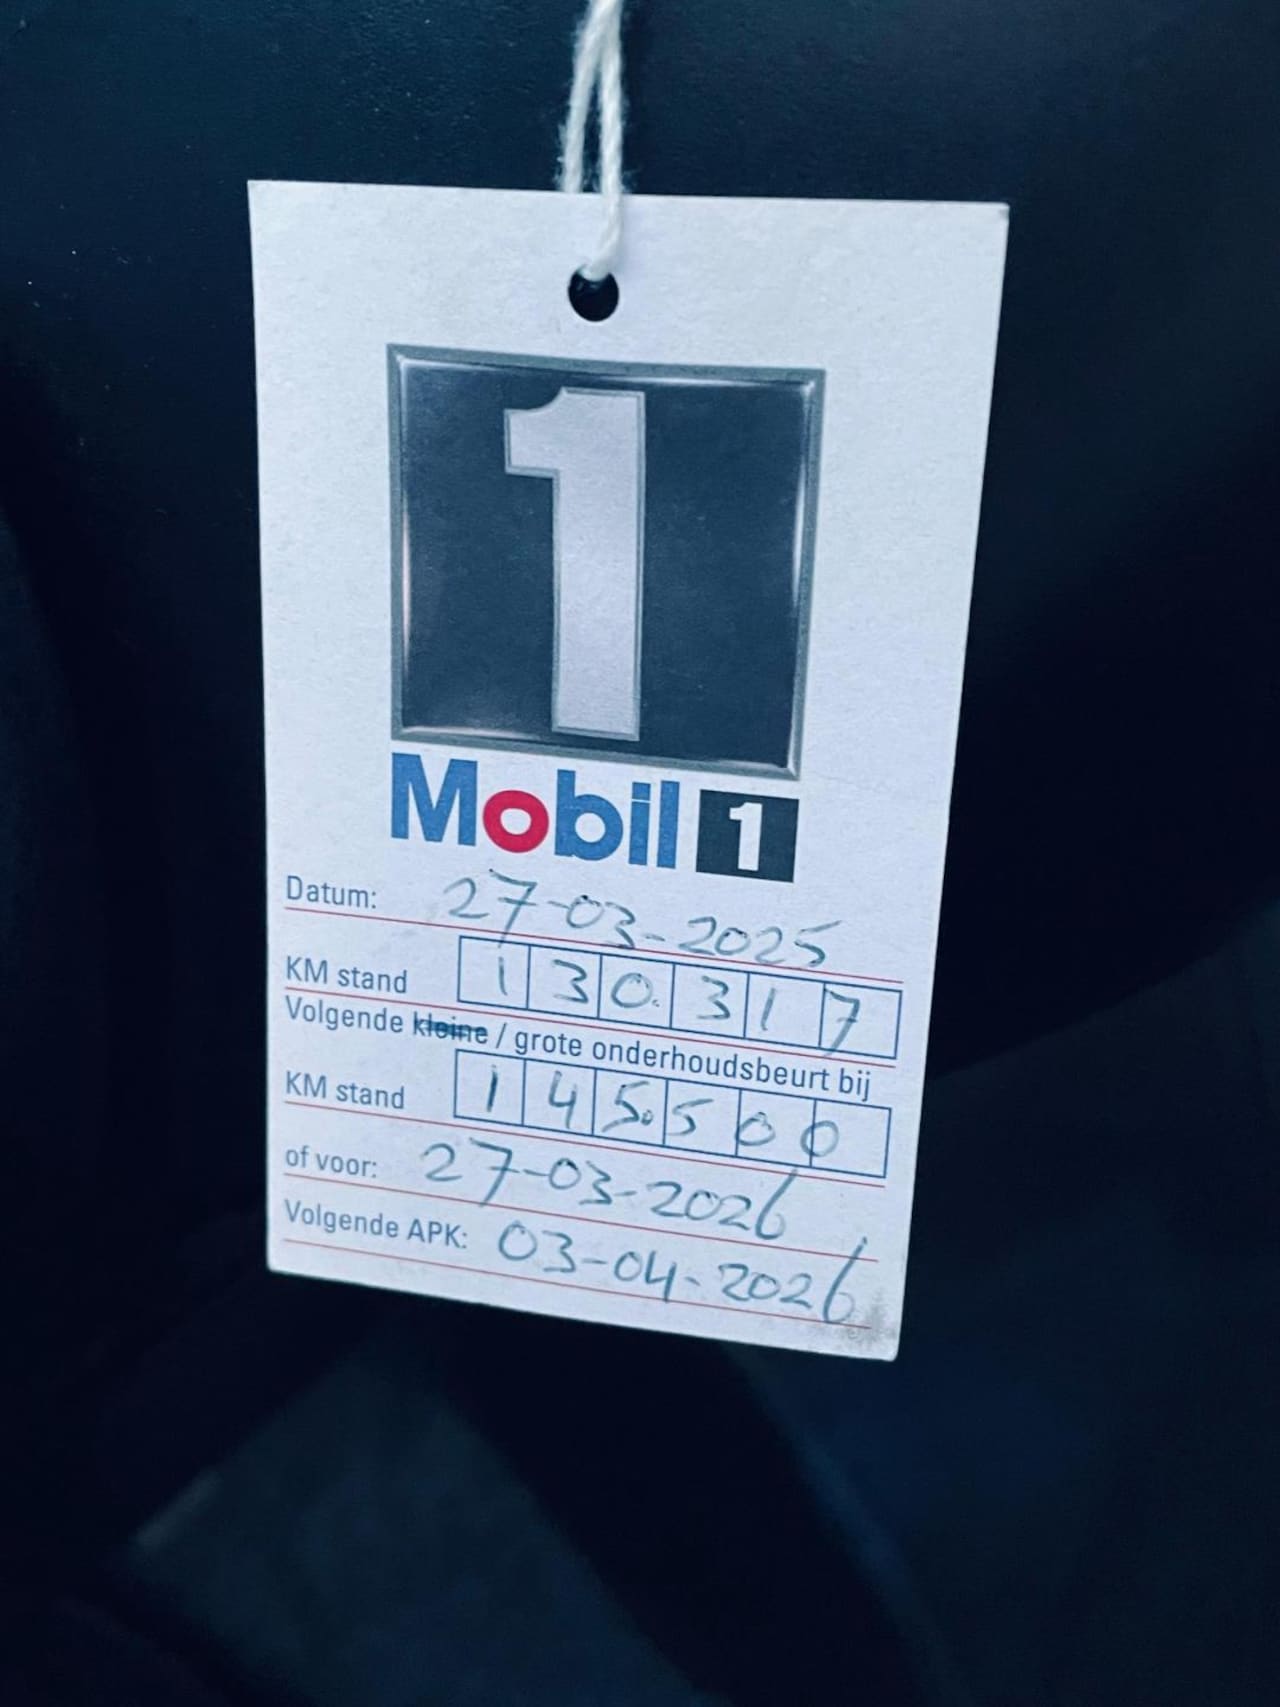 1
Mobil 1
Datum: 27-03-2025
KM stand 130.317
Volgende kleine / grote onderhoudsbeurt bij
KM stand 145.500
of voor: 27-03-2026
Volgende APK: 03-04-2026